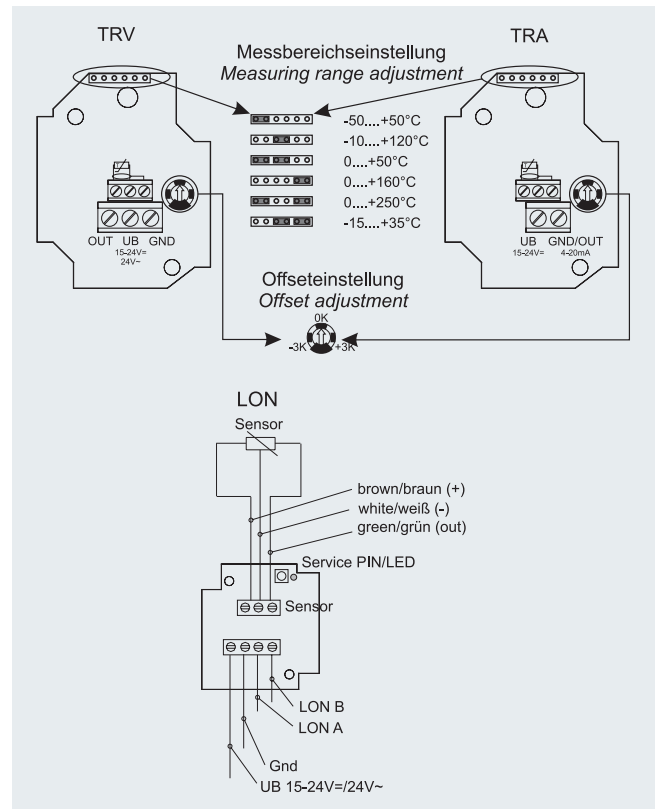 TRV
TRA
Messbereichseinstellung
Measuring range adjustment
-50....+50°C
-10....+120°C
0....+50°C
0....+160°C
0....+250°C
-15....+35°C
OUT UB GND
15-24V=
24V~
UB GND/OUT
15-24V= 4-20mA
Offseteinstellung
Offset adjustment
0K
-3K +3K
LON
Sensor
brown/braun (+)
white/weiß (-)
green/grün (out)
Service PIN/LED
Sensor
LON B
LON A
Gnd
UB 15-24V=/24V~